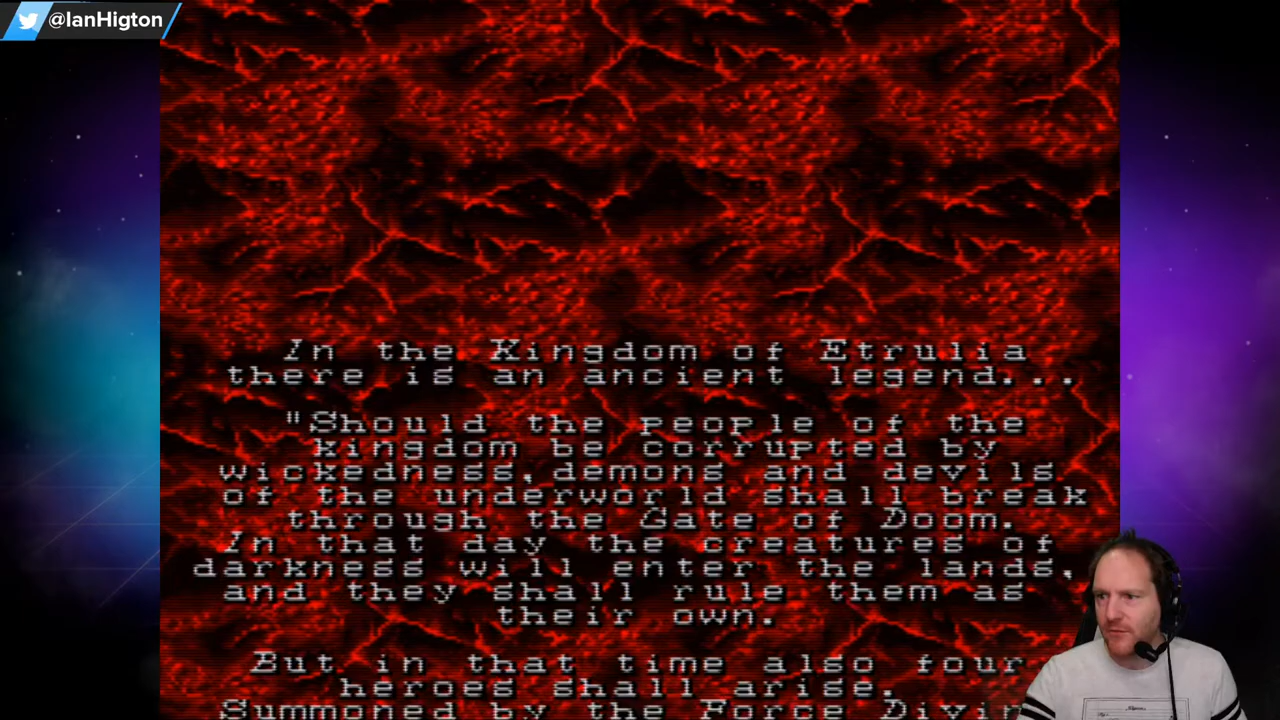 @IanHigton
In the Kingdom of Etrulia
there is an ancient legend...
"Should the people of the
kingdom be corrupted by
wickedness, demons and devils
of the underworld shall break
through the Gate of Doom.
In that day the creatures of
darkness will enter the lands,
and they shall rule them as
their own.
But in that time also four
heroes shall arise.
Summoned by the Force